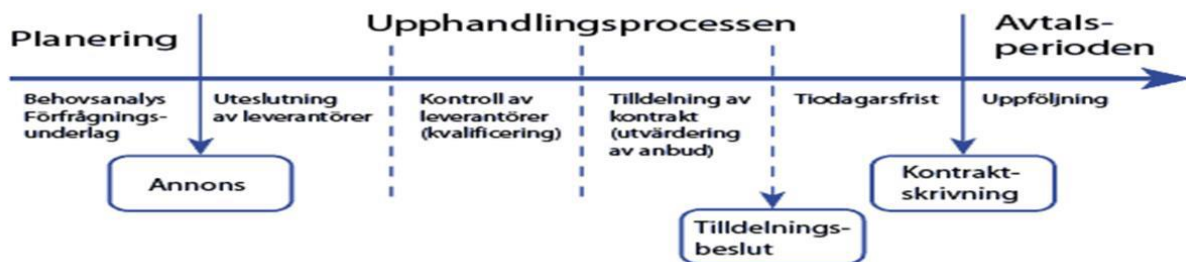 Planering
Upphandlingsprocessen
Avtals-
perioden
Behovsanalys
Förfrågnings-
underlag
Uteslutning
av leverantörer
Kontroll av
leverantörer
(kvalificering)
Tilldelning av
kontrakt
(utvärdering
av anbud)
Tiodagarsfrist
Uppföljning
Annons
Tilldelnings-
beslut
Kontrakt-
skrivning